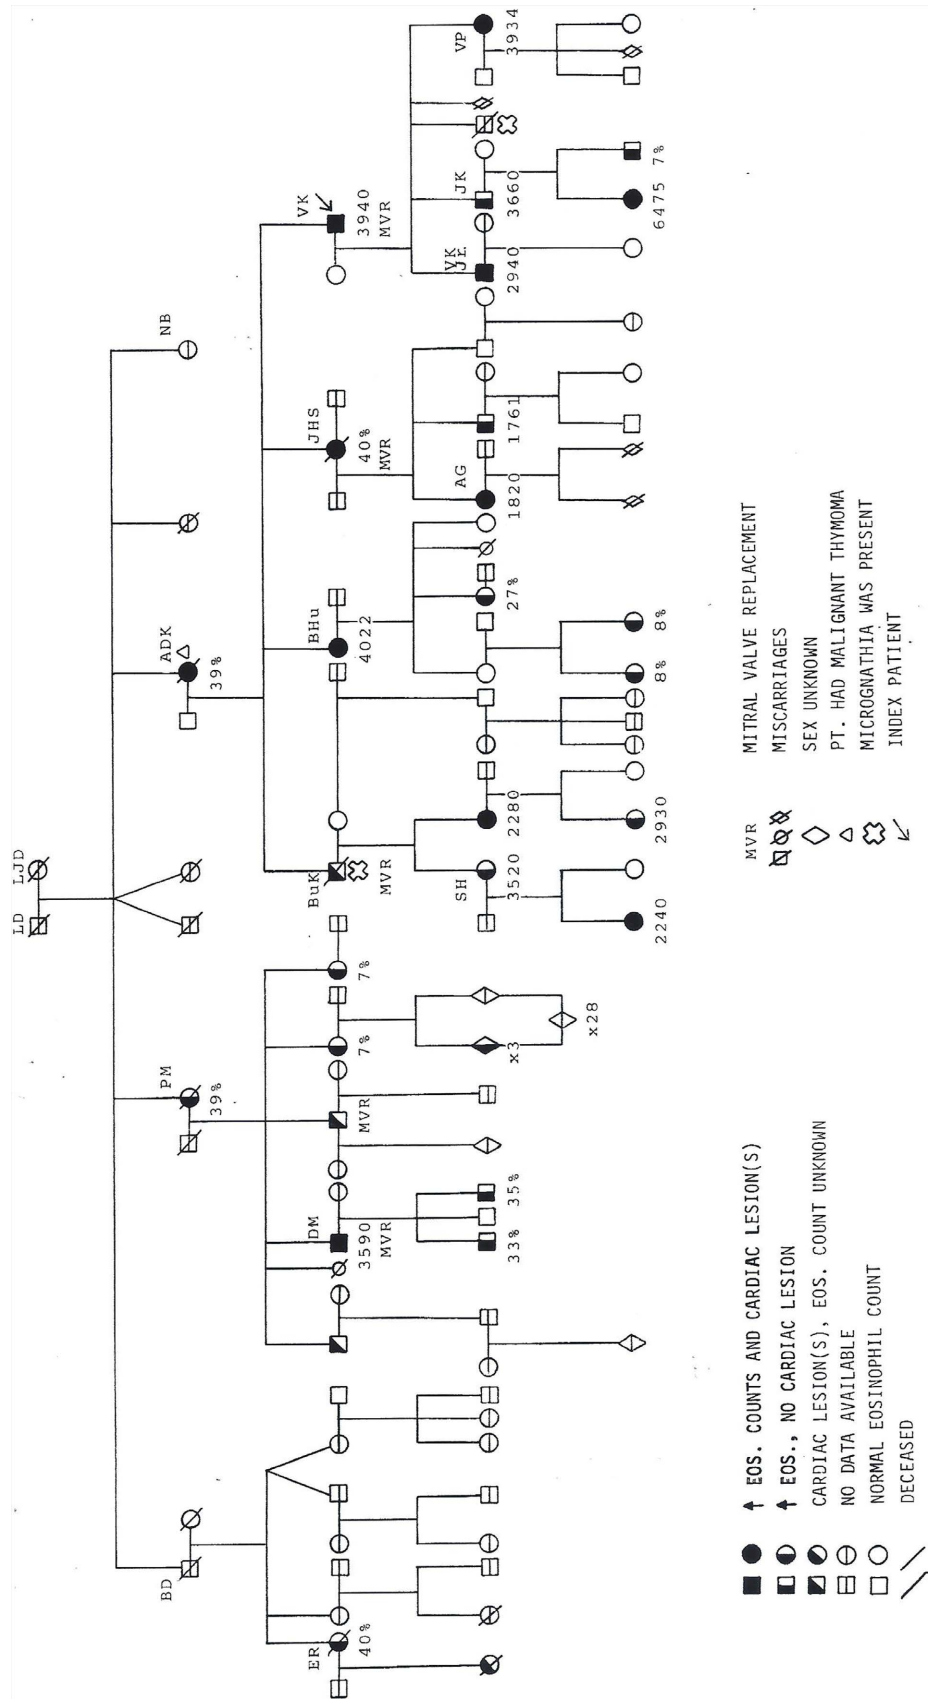 LD LJD
BD
PM
39%
ADK
39%
NB
ER
40%
DM
3590
MVR
MVR
7%
7%
BuK
MVR
BHu
4022
JHS
40%
MVR
VK
3940
MVR
33%
35%
x3
x28
SH
3520
2280
27%
AG
1820
1761
VK
JE
2940
JK
3660
VP
3934
2240
2930
8%
8%
6475
7%
↑ EOS. COUNTS AND CARDIAC LESION(S)
↑ EOS., NO CARDIAC LESION
CARDIAC LESION(S), EOS. COUNT UNKNOWN
NO DATA AVAILABLE
NORMAL EOSINOPHIL COUNT
DECEASED
MVR MITRAL VALVE REPLACEMENT
MISCARRIAGES
SEX UNKNOWN
PT. HAD MALIGNANT THYMOMA
MICROGNATHIA WAS PRESENT
INDEX PATIENT